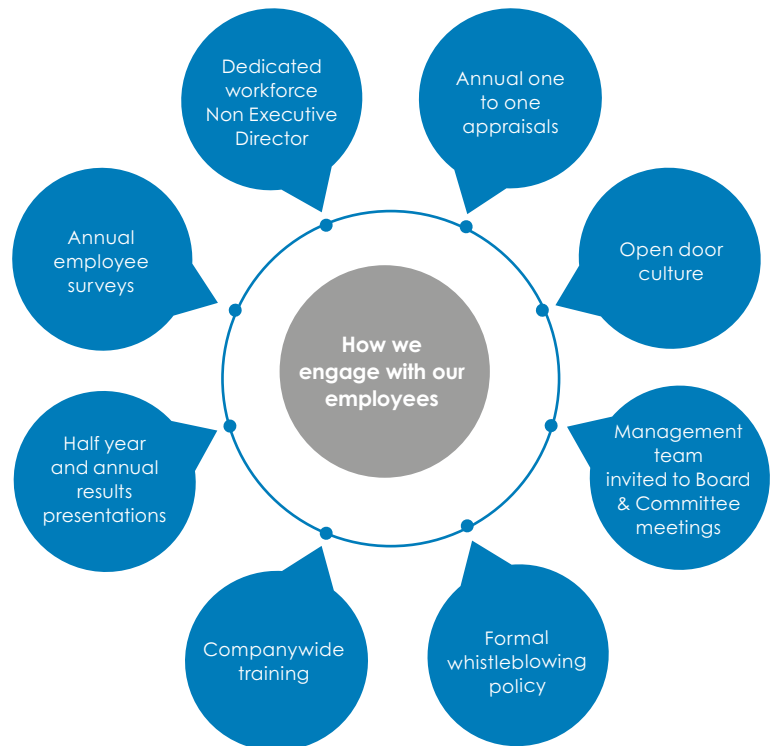 Dedicated
workforce
Non Executive
Director
Annual one
to one
appraisals
Annual
employee
surveys
Open door
culture
How we
engage with our
employees
Half year
and annual
results
presentations
Management
team
invited to Board
& Committee
meetings
Companywide
training
Formal
whistleblowing
policy